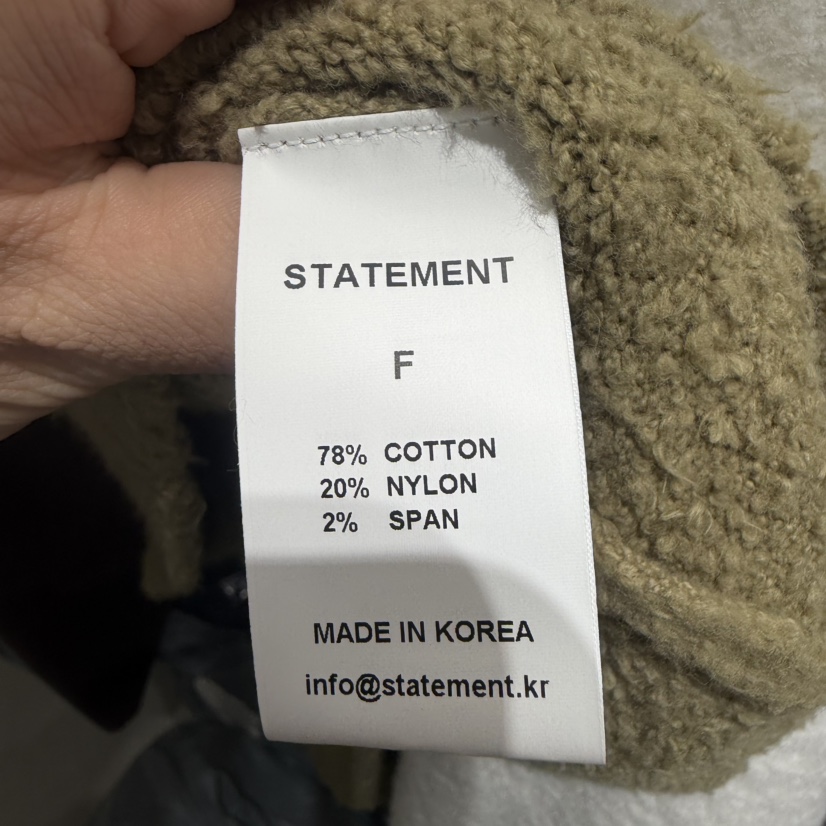 STATEMENT
F
78% COTTON
20% NYLON
2% SPAN
MADE IN KOREA
info@statement.kr